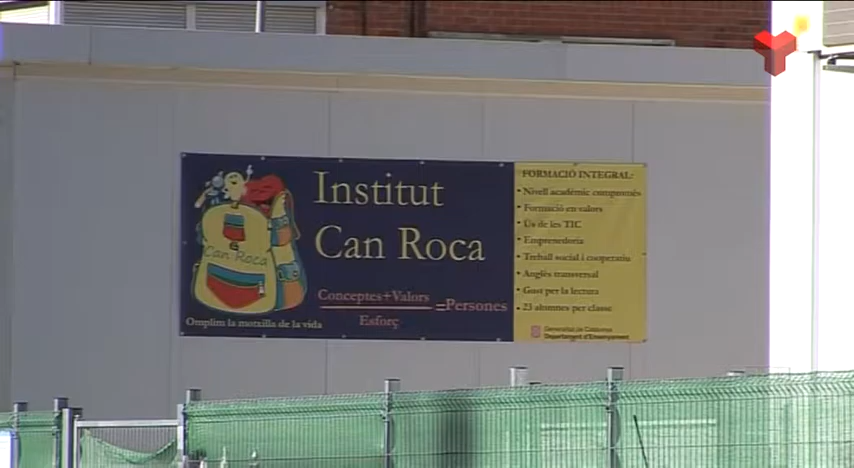 Institut
Can Roca
Can Roca
Conceptes+Valors
Esforç
=Persones
Omplim la motxilla de la vida
FORMACIÓ INTEGRAL:
• Nivell acadèmic compromès
• Formació en valors
• Ús de les TIC
• Emprenedoria
• Treball social i cooperatiu
• Anglès transversal
• Gust per la lectura
• 23 alumnes per classe
Generalitat de Catalunya
Departament d'Ensenyament